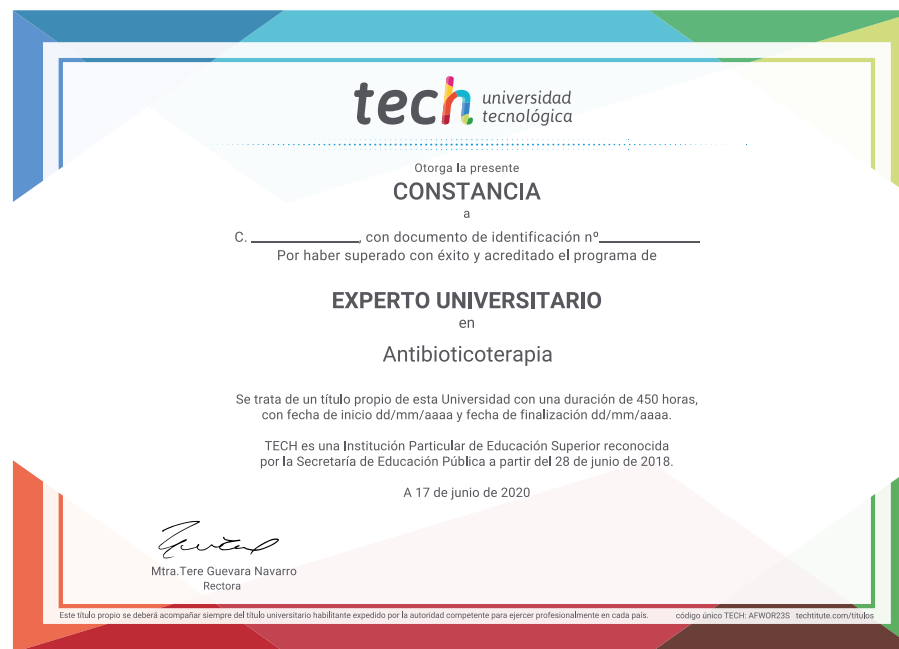 tech universidad
tecnológica
Otorga la presente
CONSTANCIA
a
C. ____________, con documento de identificación nº____________
Por haber superado con éxito y acreditado el programa de
EXPERTO UNIVERSITARIO
en
Antibioticoterapia
Se trata de un título propio de esta Universidad con una duración de 450 horas,
con fecha de inicio dd/mm/aaaa y fecha de finalización dd/mm/aaaa.
TECH es una Institución Particular de Educación Superior reconocida
por la Secretaría de Educación Pública a partir del 28 de junio de 2018.
A 17 de junio de 2020
Mtra.Tere Guevara Navarro
Rectora
Este título propio se deberá acompañar siempre del título universitario habilitante expedido por la autoridad competente para ejercer profesionalmente en cada país. código único TECH: AFWOR23S techtitute.com/titulos